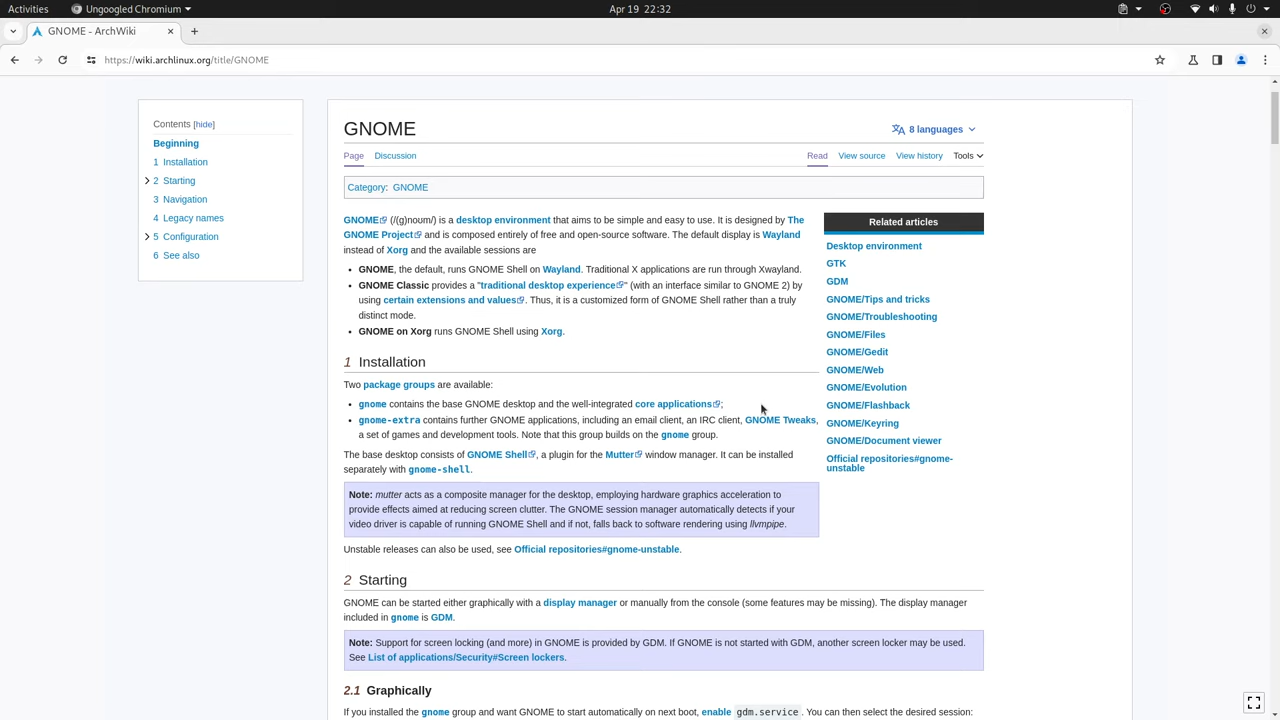 Activities
Ungoogled Chromium
Apr 19 22:32
GNOME - ArchWiki
https://wiki.archlinux.org/title/GNOME
Contents [hide]
Beginning
1 Installation
2 Starting
3 Navigation
4 Legacy names
5 Configuration
6 See also
GNOME
8 languages
Page Discussion
Read View source View history Tools
Category: GNOME
GNOME (/(ɡ)noʊm/) is a desktop environment that aims to be simple and easy to use. It is designed by The
GNOME Project and is composed entirely of free and open-source software. The default display is Wayland
instead of Xorg and the available sessions are
• GNOME, the default, runs GNOME Shell on Wayland. Traditional X applications are run through Xwayland.
• GNOME Classic provides a "traditional desktop experience" (with an interface similar to GNOME 2) by
using certain extensions and values. Thus, it is a customized form of GNOME Shell rather than a truly
distinct mode.
• GNOME on Xorg runs GNOME Shell using Xorg.
Related articles
Desktop environment
GTK
GDM
GNOME/Tips and tricks
GNOME/Troubleshooting
GNOME/Files
GNOME/Gedit
GNOME/Web
GNOME/Evolution
GNOME/Flashback
GNOME/Keyring
GNOME/Document viewer
Official repositories#gnome-
unstable
1 Installation
Two package groups are available:
• gnome contains the base GNOME desktop and the well-integrated core applications;
• gnome-extra contains further GNOME applications, including an email client, an IRC client, GNOME Tweaks,
a set of games and development tools. Note that this group builds on the gnome group.
The base desktop consists of GNOME Shell, a plugin for the Mutter window manager. It can be installed
separately with gnome-shell.
Note: mutter acts as a composite manager for the desktop, employing hardware graphics acceleration to
provide effects aimed at reducing screen clutter. The GNOME session manager automatically detects if your
video driver is capable of running GNOME Shell and if not, falls back to software rendering using llvmpipe.
Unstable releases can also be used, see Official repositories#gnome-unstable.
2 Starting
GNOME can be started either graphically with a display manager or manually from the console (some features may be missing). The display manager
included in gnome is GDM.
Note: Support for screen locking (and more) in GNOME is provided by GDM. If GNOME is not started with GDM, another screen locker may be used.
See List of applications/Security#Screen lockers.
2.1 Graphically
If you installed the gnome group and want GNOME to start automatically on next boot, enable gdm.service. You can then select the desired session: